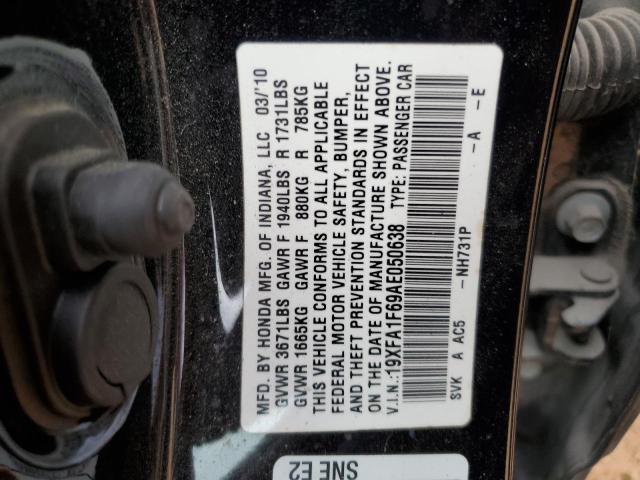 MFD. BY HONDA MFG. OF INDIANA, LLC 03/'10
GVWR 3671LBS GAWR F 1940LBS R 1731LBS
GVWR 1665KG GAWR F 880KG R 785KG
THIS VEHICLE CONFORMS TO ALL APPLICABLE
FEDERAL MOTOR VEHICLE SAFETY, BUMPER,
AND THEFT PREVENTION STANDARDS IN EFFECT
ON THE DATE OF MANUFACTURE SHOWN ABOVE.
V.I.N.:19XFA1F69AE050638 TYPE: PASSENGER CAR
SVK A AC5 -NH731P -A -E
SNE E2